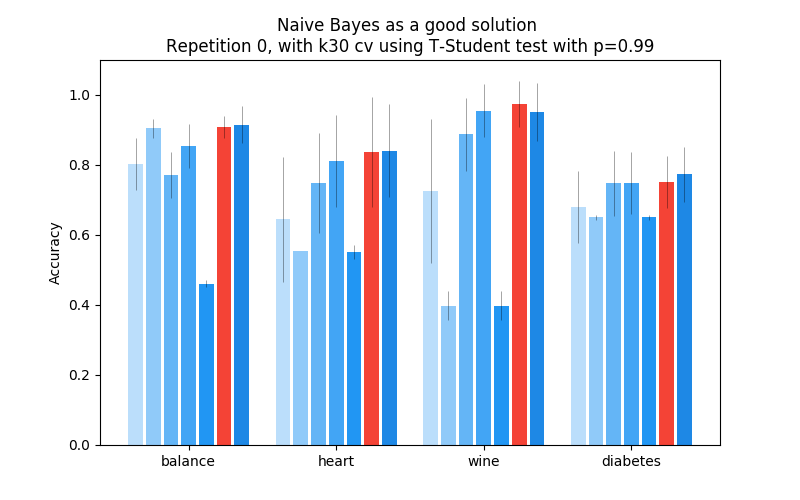 Naive Bayes as a good solution
Repetition 0, with k30 cv using T-Student test with p=0.99
Accuracy
1.0
0.8
0.6
0.4
0.2
0.0
balance
heart
wine
diabetes